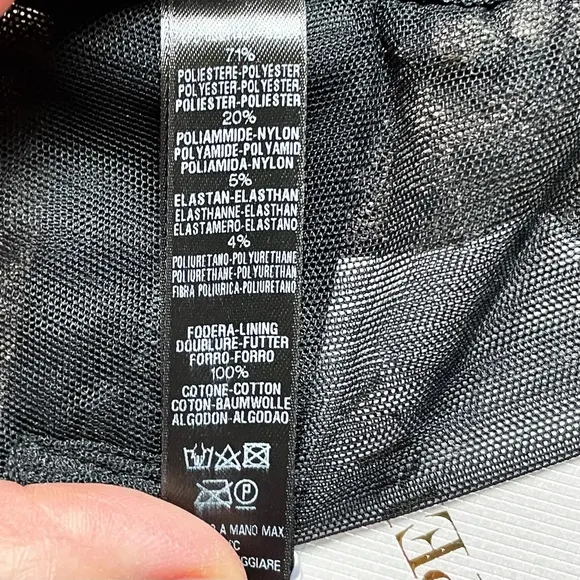 71%
POLIESTERE-POLYESTER
POLYESTER-POLYESTER
POLIESTER-POLIESTER
20%
POLIAMMIDE-NYLON
POLYAMIDE-POLYAMID
POLIAMIDA-NYLON
5%
ELASTAN-ELASTHAN
ELASTHANNE-ELASTHAN
ELASTAMERO-ELASTANO
4%
POLIURETANO-POLYURETHANE
POLIURETHANE-POLYURETHAN
FIBRA POLIURICA-POLIURETANO
FODERA-LINING
DOUBLURE-FUTTER
FORRO-FORRO
100%
COTONE-COTTON
COTON-BAUMWOLLE
ALGODON-ALGODAO
P
A MANO MAX